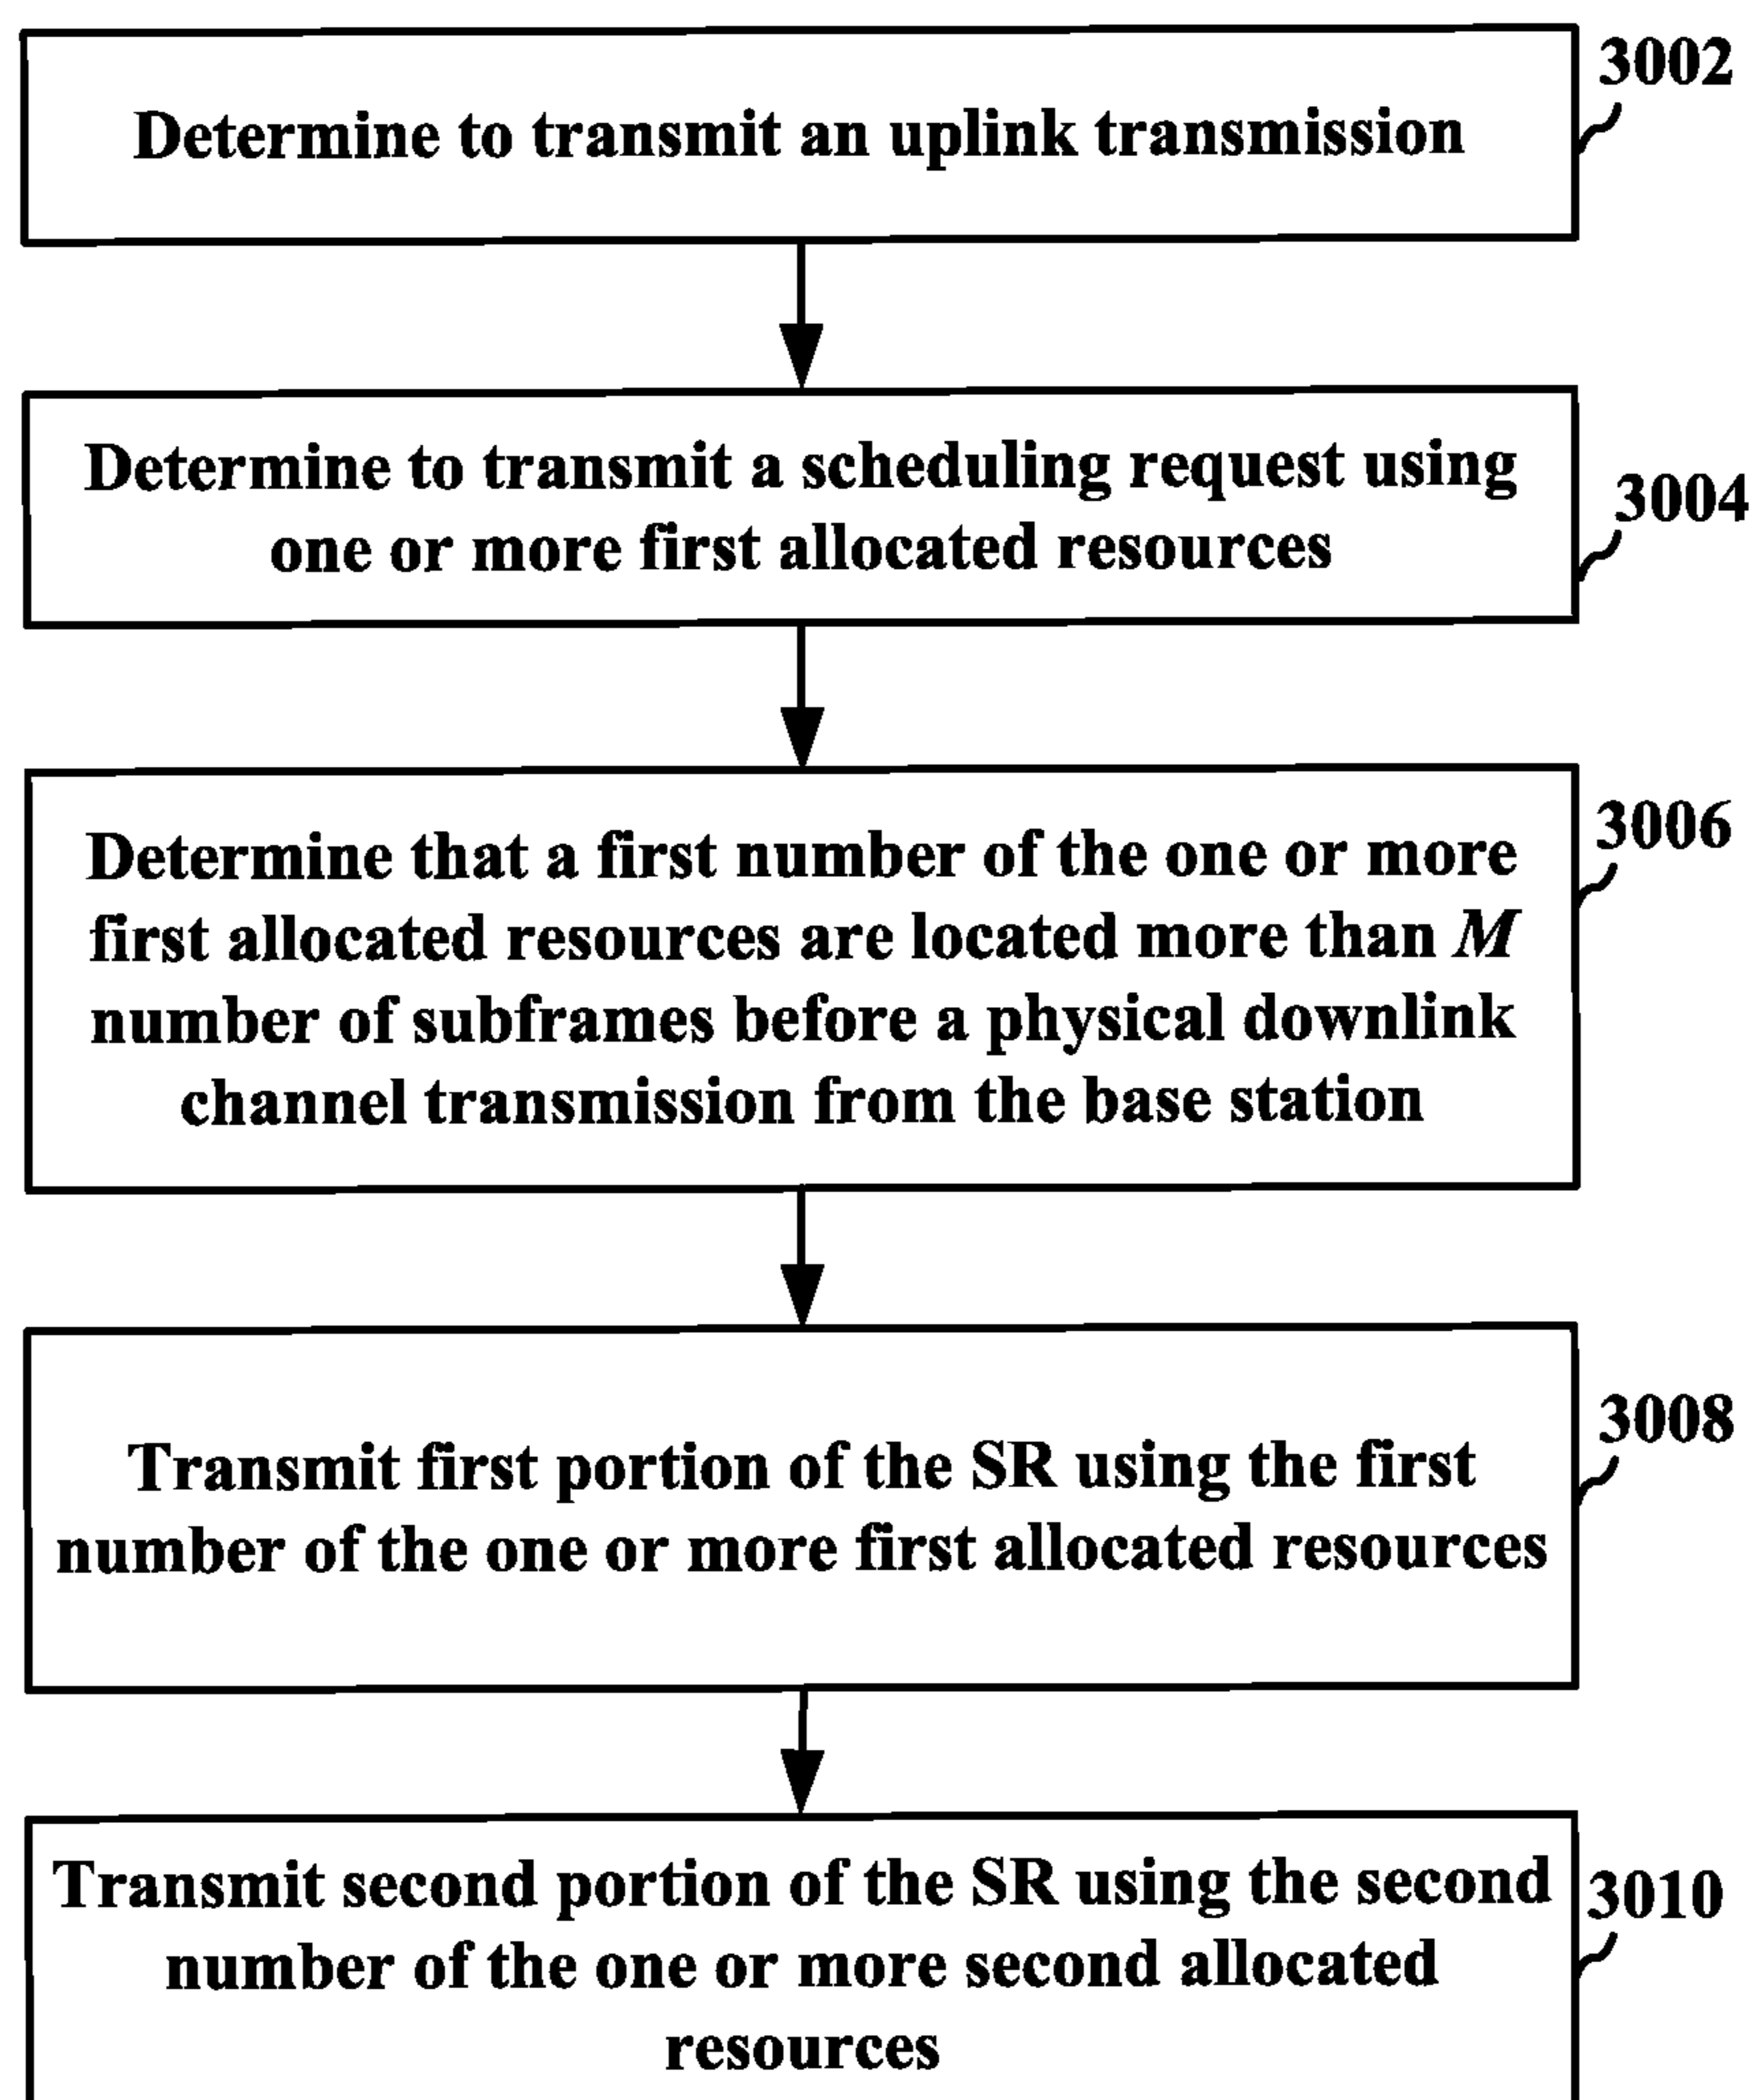 3002
Determine to transmit an uplink transmission
Determine to transmit a scheduling request using
3004
one or more first allocated resources
3006
Determine that a first number of the one or more
first allocated resources are located more than M
number of subframes before a physical downlink
channel transmission from the base station
3008
Transmit first portion of the SR using the first
number of the one or more first allocated resources
Transmit second portion of the SR using the second
3010
number of the one or more second allocated
resources